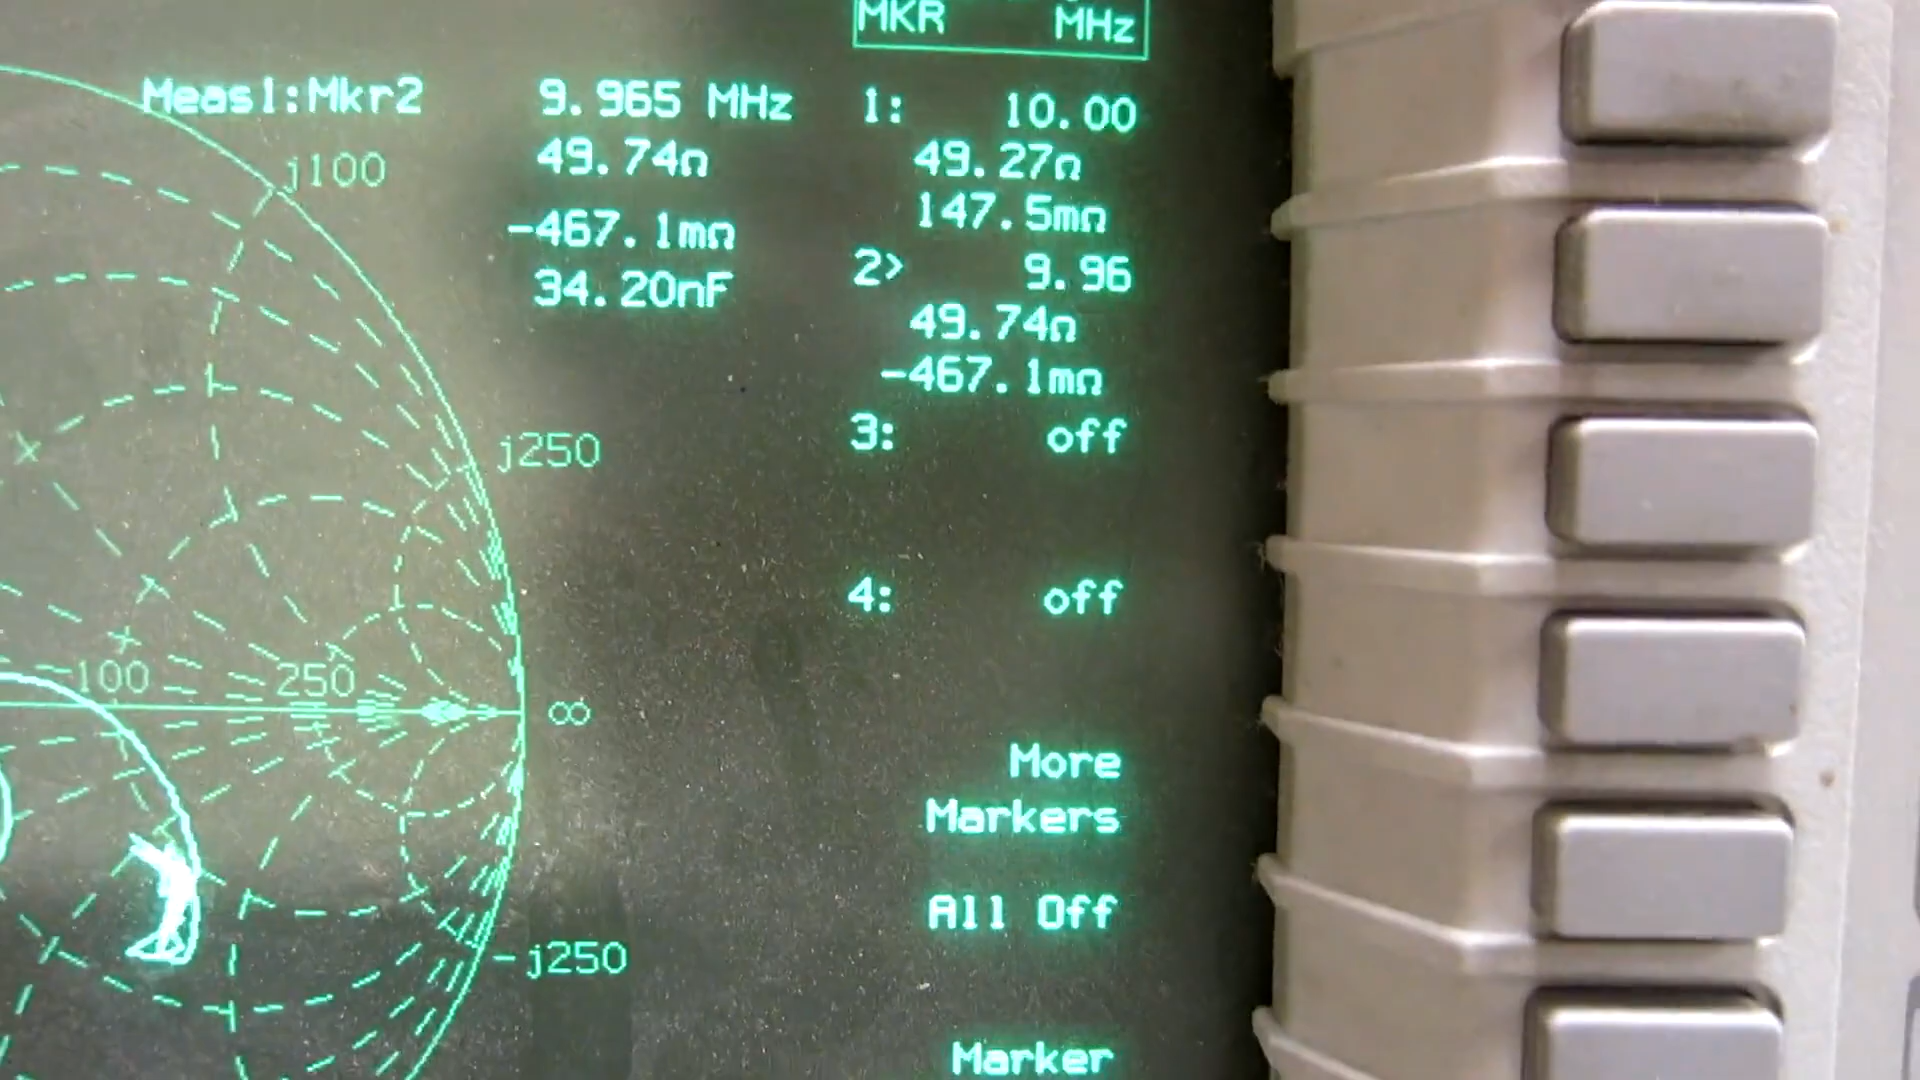 MKR MHz
Meas1:Mkr2 9.965 MHz
49.74Ω
-467.1mΩ
34.20nF
1: 10.00
49.27Ω
147.5mΩ
2> 9.96
49.74Ω
-467.1mΩ
3: off
4: off
More
Markers
All Off
Marker
j100
j250
100
250
∞
-j250